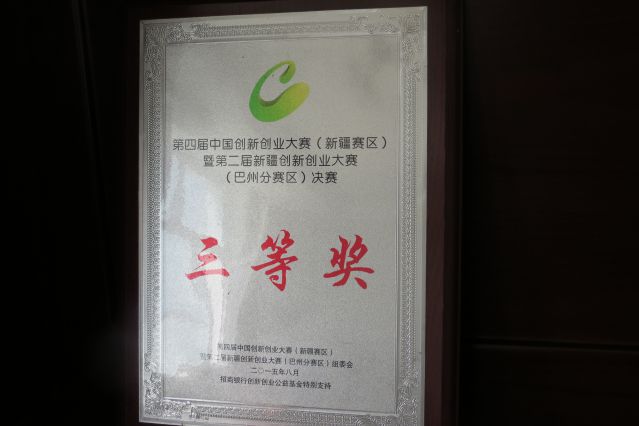 第四届中国创新创业大赛（新疆赛区）
暨第二届新疆创新创业大赛
（巴州分赛区）决赛
三等奖
第四届中国创新创业大赛（新疆赛区）
暨第二届新疆创新创业大赛（巴州分赛区）组委会
二〇一五年八月
招商银行创新创业公益基金特别支持